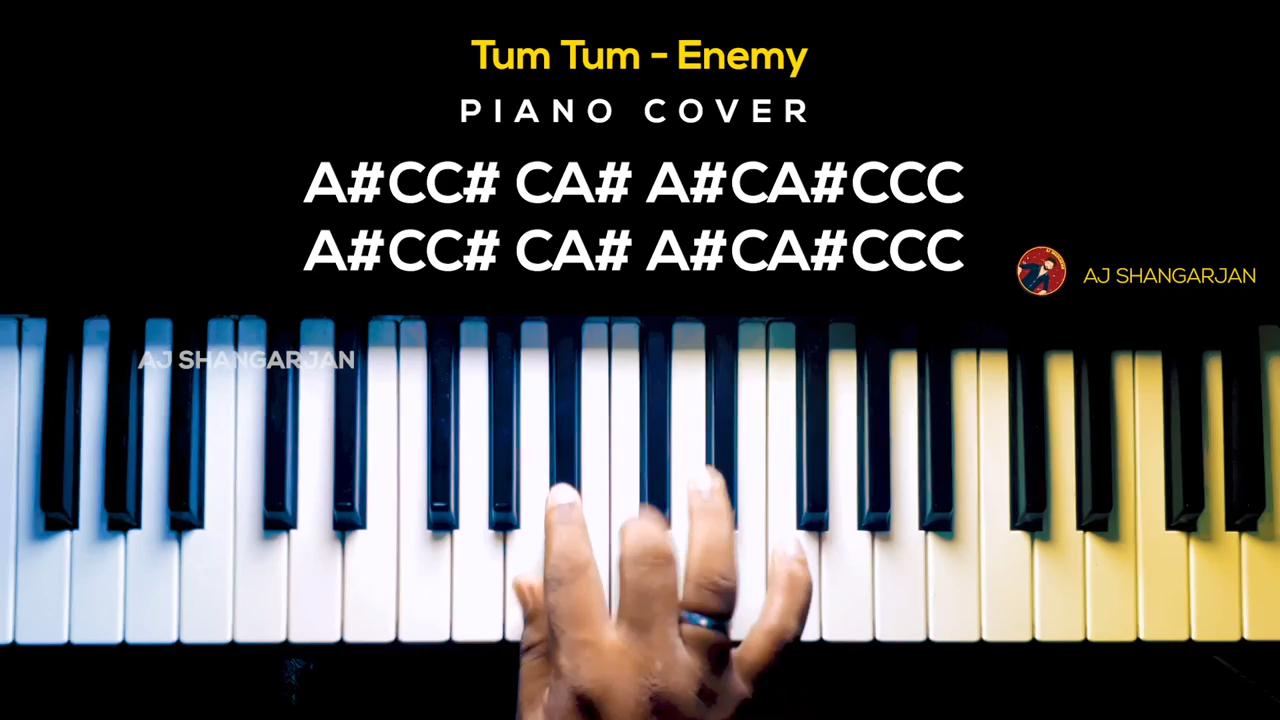 Tum Tum - Enemy
PIANO COVER
A#CC# CA# A#CA#CCC
A#CC# CA# A#CA#CCC
AJ SHANGARJAN
AJ SHANGARJAN